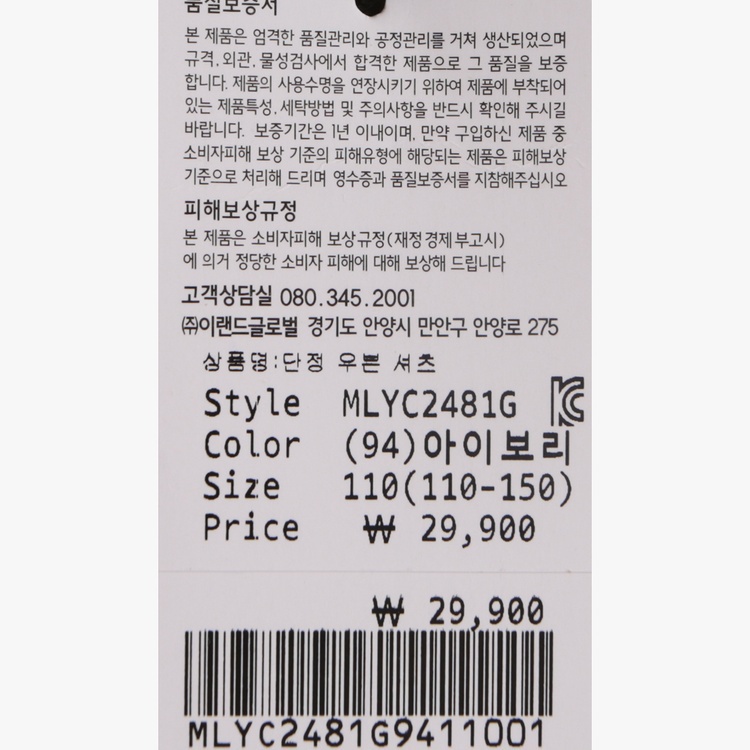 품질보증서
본 제품은 엄격한 품질관리와 공정관리를 거쳐 생산되었으며
규격, 외관, 물성검사에서 합격한 제품으로 그 품질을 보증
합니다. 제품의 사용수명을 연장시키기 위하여 제품에 부착되어
있는 제품특성, 세탁방법 및 주의사항을 반드시 확인해 주시길
바랍니다. 보증기간은 1년 이내이며, 만약 구입하신 제품 중
소비자피해 보상 기준의 피해유형에 해당되는 제품은 피해보상
기준으로 처리해 드리며 영수증과 품질보증서를 지참해주십시오
피해보상규정
본 제품은 소비자피해 보상규정(재정경제부고시)
에 의거 정당한 소비자 피해에 대해 보상해 드립니다
고객상담실 080.345.2001
㈜이랜드글로벌 경기도 안양시 만안구 안양로 275
상품명:단정 우븐 셔츠
Style MLYC2481G
Color (94)아이보리
Size 110(110-150)
Price ₩ 29,900
₩ 29,900
MLYC2481G9411001